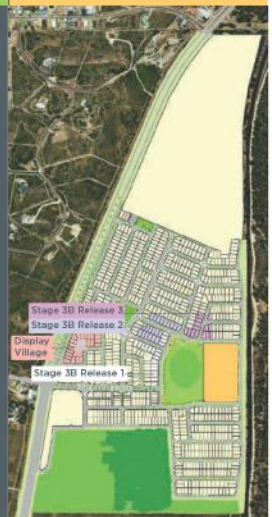 Stage 3B Release 3
Stage 3B Release 2
Display
Village
Stage 3B Release 1